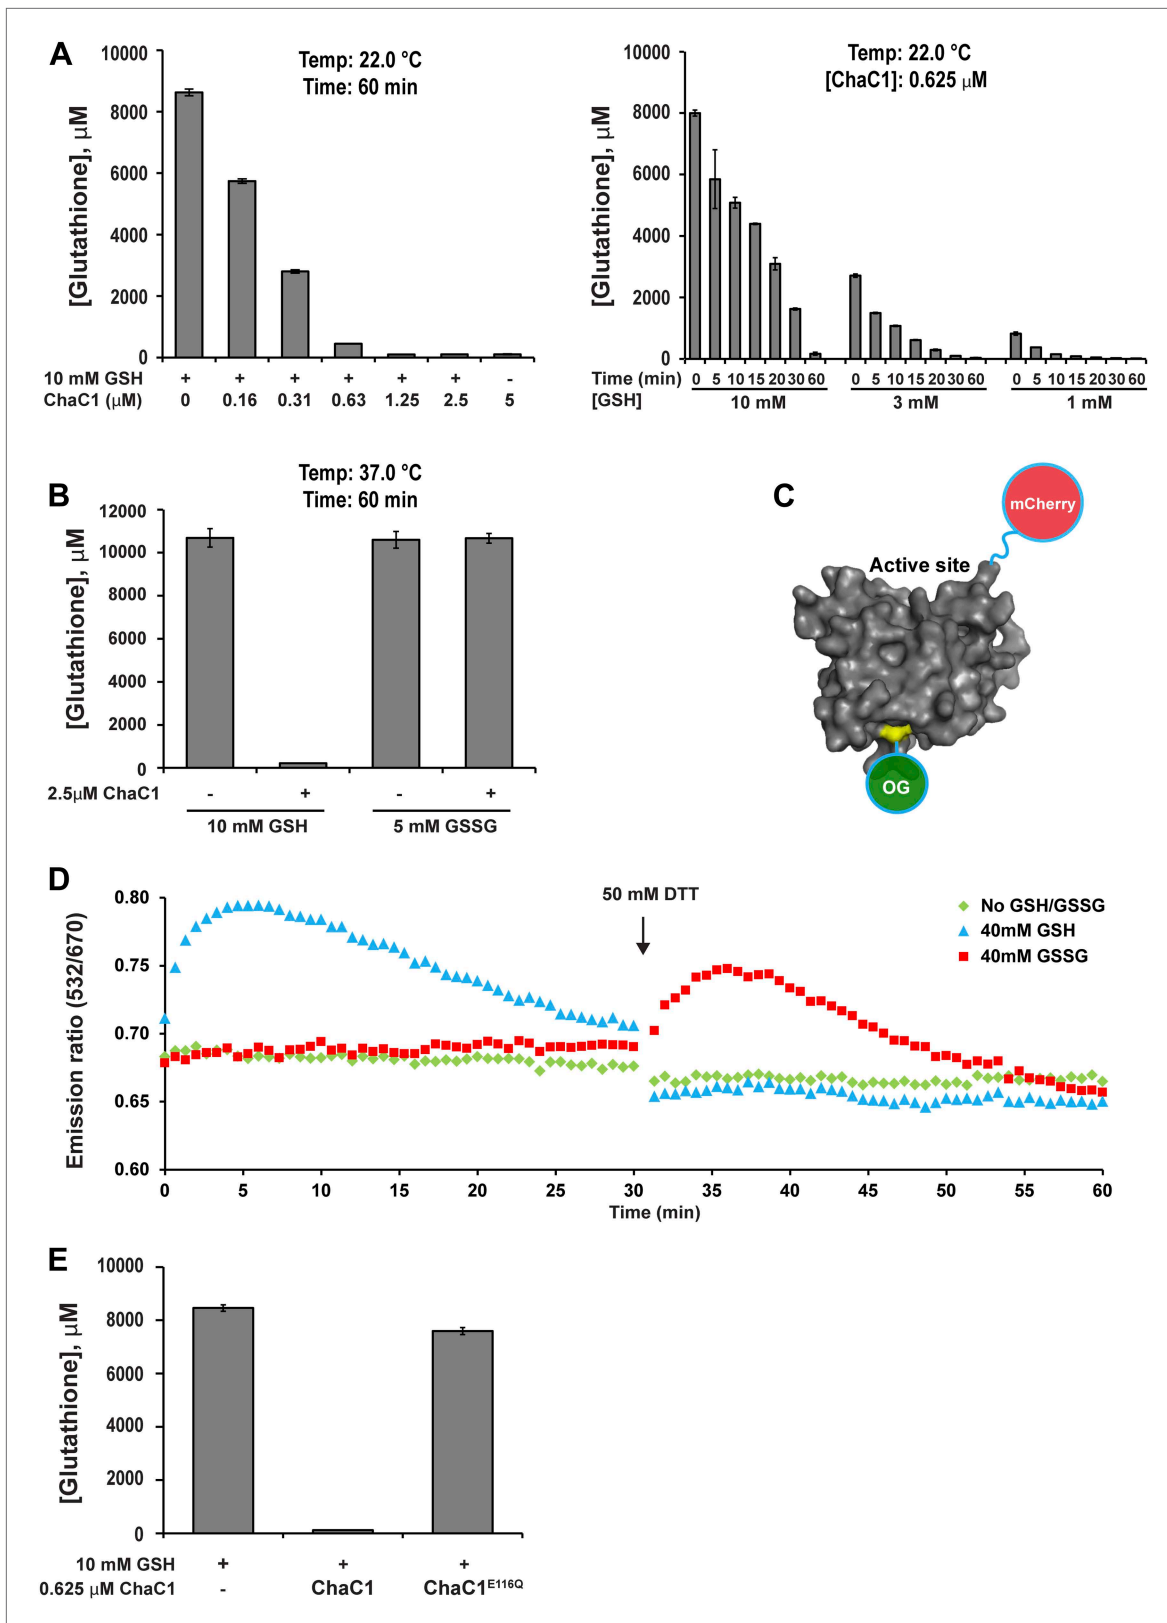 A
Temp: 22.0 °C
Time: 60 min
[Glutathione], µM
10000
8000
6000
4000
2000
0
10 mM GSH + + + + + + -
ChaC1 (µM) 0 0.16 0.31 0.63 1.25 2.5 5
Temp: 22.0 °C
[ChaC1]: 0.625 µM
[Glutathione], µM
10000
8000
6000
4000
2000
0
Time (min) 0 5 10 15 20 30 60 0 5 10 15 20 30 60 0 5 10 15 20 30 60
[GSH] 10 mM 3 mM 1 mM
B
Temp: 37.0 °C
Time: 60 min
[Glutathione], µM
12000
10000
8000
6000
4000
2000
0
2.5µM ChaC1 - + - +
10 mM GSH 5 mM GSSG
C
mCherry
Active site
OG
D
50 mM DTT
No GSH/GSSG
40mM GSH
40mM GSSG
Emission ratio (532/670)
0.80
0.75
0.70
0.65
0.60
0 5 10 15 20 25 30 35 40 45 50 55 60
Time (min)
E
[Glutathione], µM
10000
8000
6000
4000
2000
0
10 mM GSH + + +
0.625 µM ChaC1 - ChaC1 ChaC1E116Q